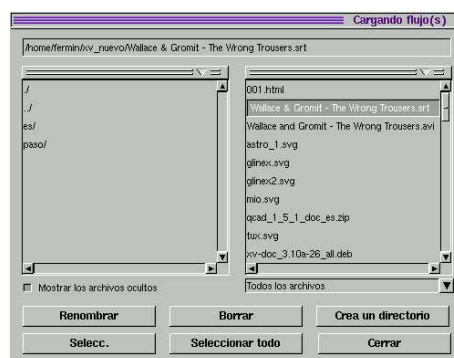 Cargando flujo(s)
/home/fermin/xv_nuevo/Wallace & Gromit - The Wrong Trousers.srt
./
../
es/
paso/
001.html
Wallace & Gromit - The Wrong Trousers.srt
Wallace and Gromit - The Wrong Trousers.avi
astro_1.svg
glinex.svg
glinex2.svg
mio.svg
qcad_1_5_1_doc_es.zip
tux.svg
xv-doc_3.10a-26_all.deb
Mostrar los archivos ocultos
Todos los archivos
Renombrar
Borrar
Crea un directorio
Selecc.
Seleccionar todo
Cerrar